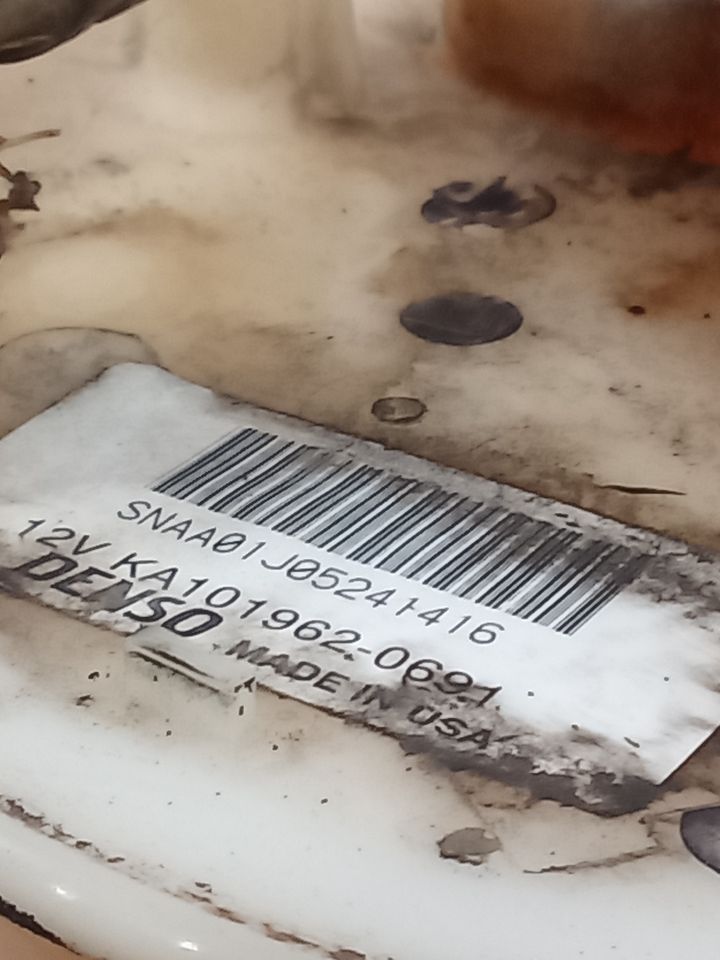 SNAA01J05241416
12V KA101962-0691
DENSO MADE IN USA